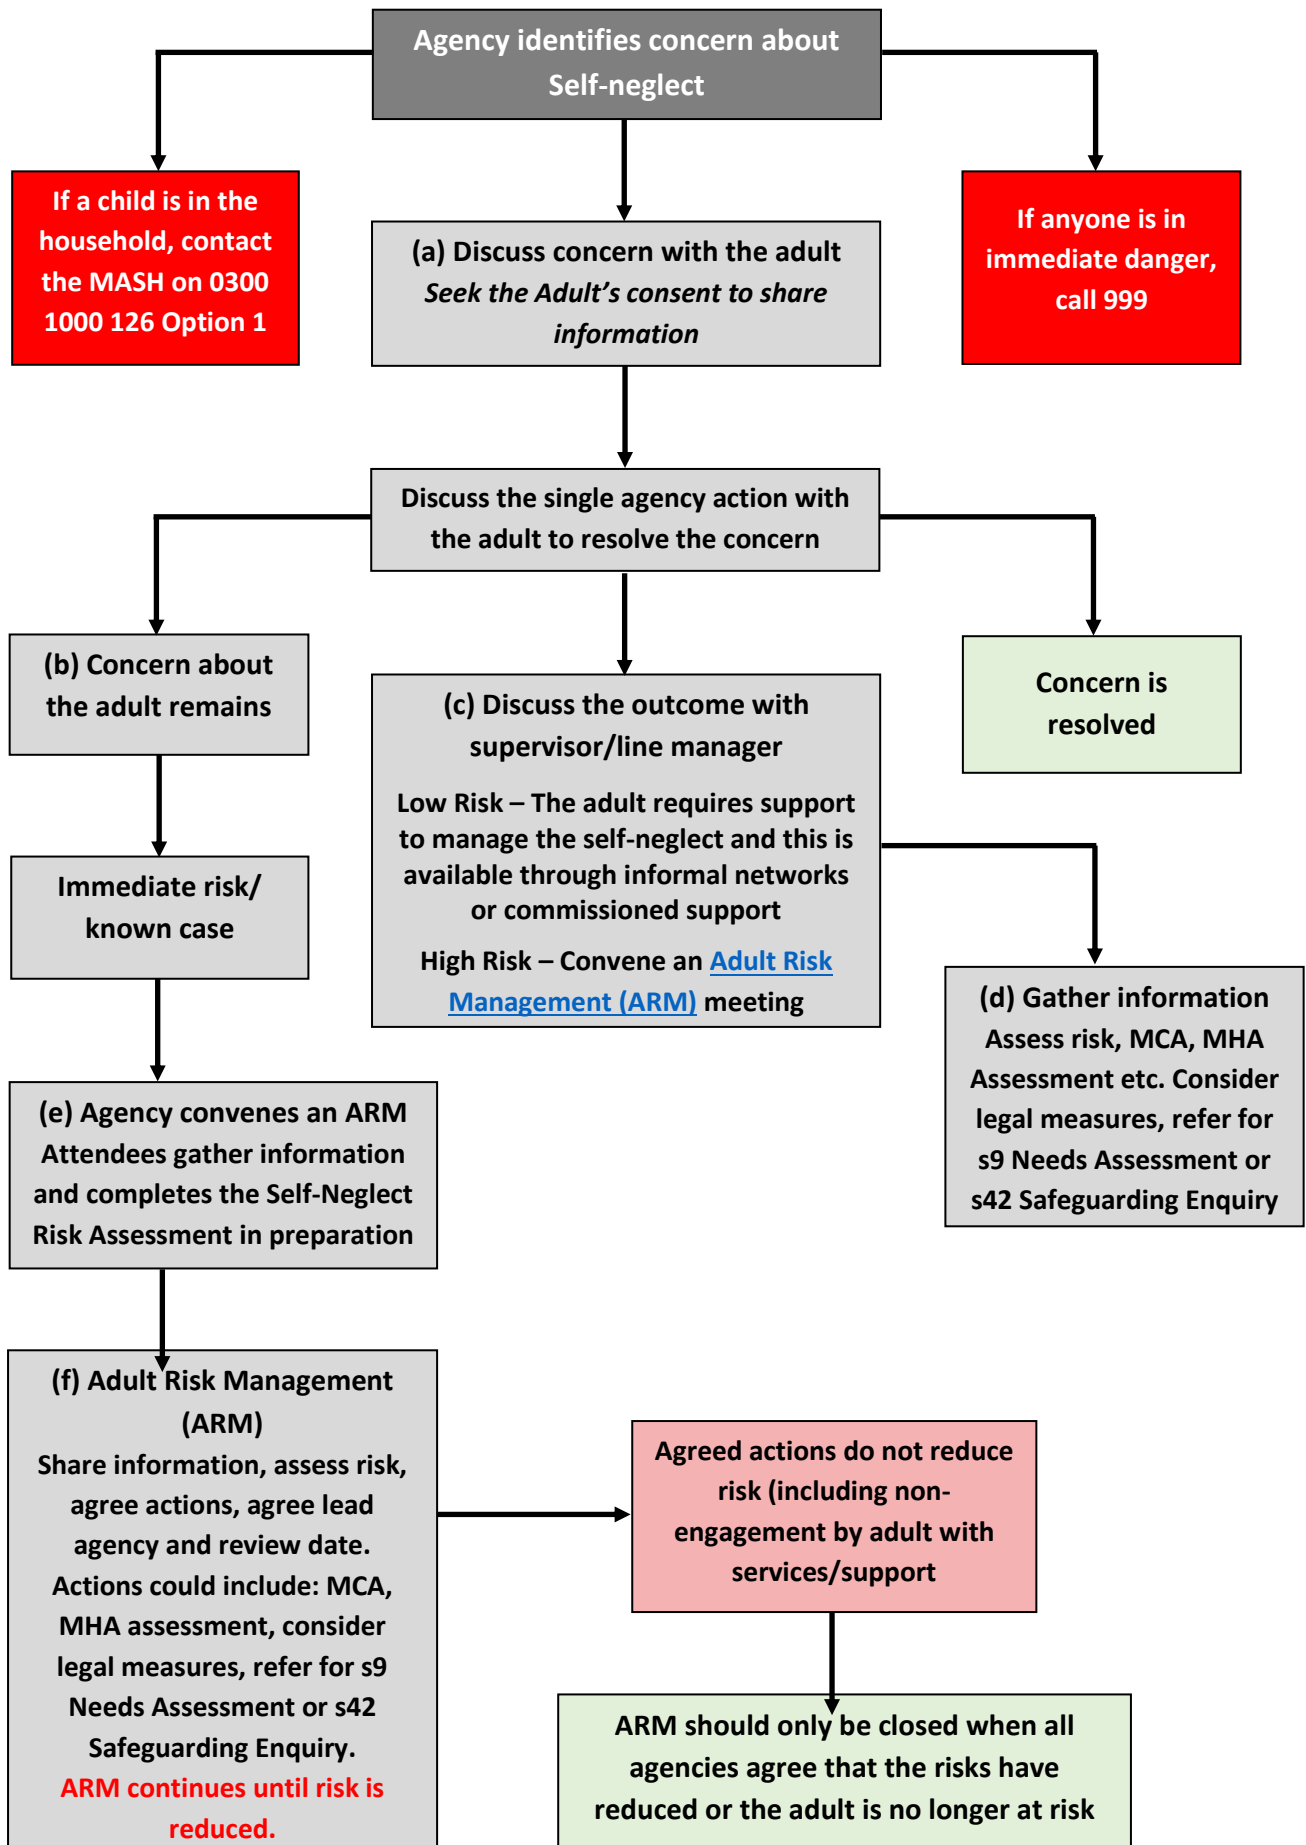 Agency identifies concern about
Self-neglect
If a child is in the
household, contact
the MASH on 0300
1000 126 Option 1
(a) Discuss concern with the adult
Seek the Adult’s consent to share
information
If anyone is in
immediate danger,
call 999
Discuss the single agency action with
the adult to resolve the concern
(b) Concern about
the adult remains
(c) Discuss the outcome with
supervisor/line manager
Low Risk – The adult requires support
to manage the self-neglect and this is
available through informal networks
or commissioned support
High Risk – Convene an Adult Risk
Management (ARM) meeting
Concern is
resolved
Immediate risk/
known case
(d) Gather information
Assess risk, MCA, MHA
Assessment etc. Consider
legal measures, refer for
s9 Needs Assessment or
s42 Safeguarding Enquiry
(e) Agency convenes an ARM
Attendees gather information
and completes the Self-Neglect
Risk Assessment in preparation
(f) Adult Risk Management
(ARM)
Share information, assess risk,
agree actions, agree lead
agency and review date.
Actions could include: MCA,
MHA assessment, consider
legal measures, refer for s9
Needs Assessment or s42
Safeguarding Enquiry.
ARM continues until risk is
reduced.
Agreed actions do not reduce
risk (including non-
engagement by adult with
services/support
ARM should only be closed when all
agencies agree that the risks have
reduced or the adult is no longer at risk